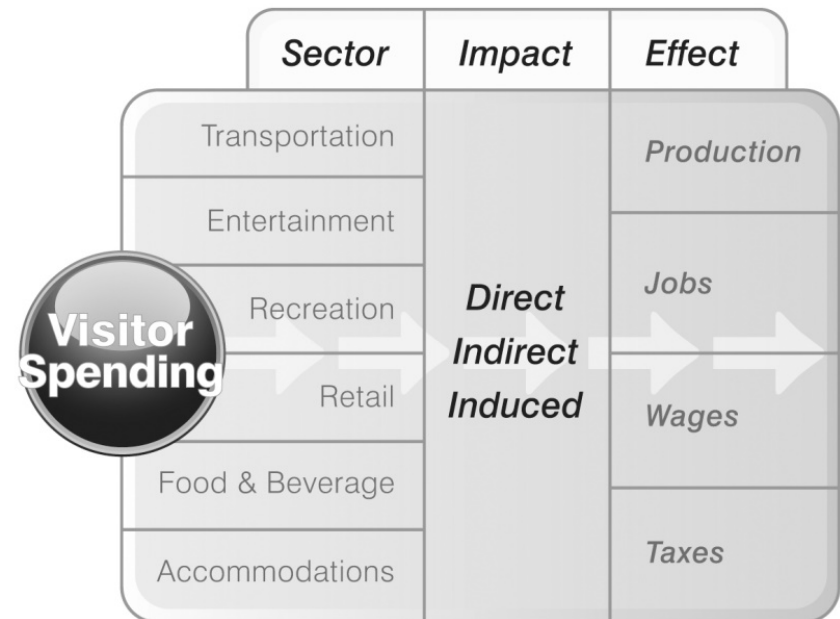 Sector
Impact
Effect
Visitor
Spending
Transportation
Entertainment
Recreation
Retail
Food & Beverage
Accommodations
Direct
Indirect
Induced
Production
Jobs
Wages
Taxes